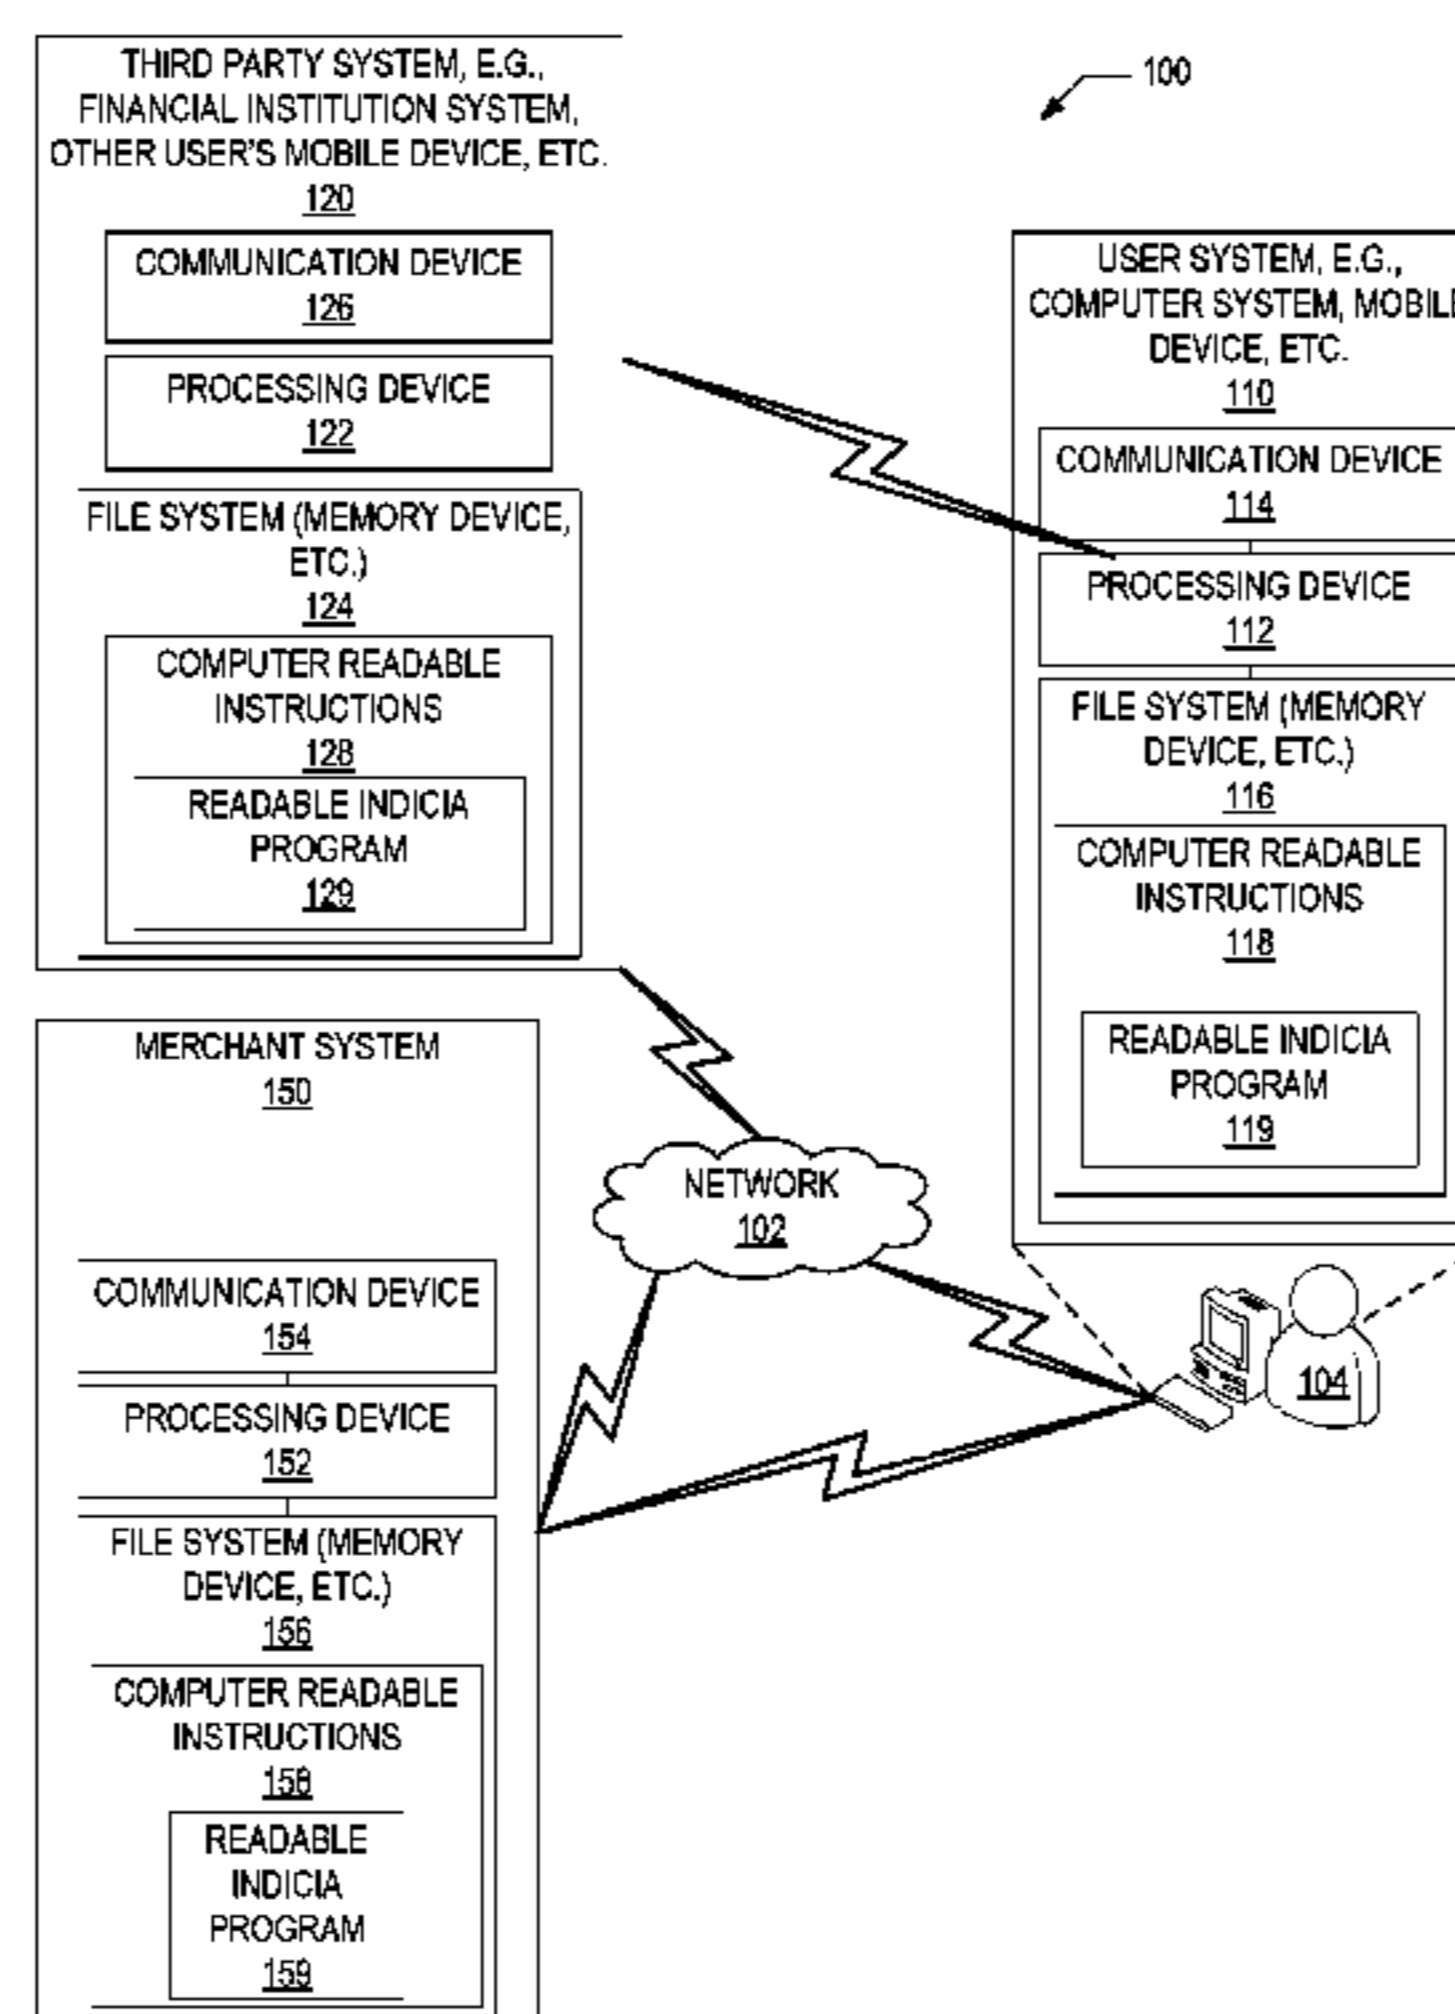 THIRD PARTY SYSTEM, E.G.,
FINANCIAL INSTITUTION SYSTEM,
OTHER USER'S MOBILE DEVICE, ETC.
120
COMMUNICATION DEVICE
126
PROCESSING DEVICE
122
FILE SYSTEM (MEMORY DEVICE,
ETC.)
124
COMPUTER READABLE
INSTRUCTIONS
128
READABLE INDICIA
PROGRAM
129
100
USER SYSTEM, E.G.,
COMPUTER SYSTEM, MOBILE
DEVICE, ETC.
110
COMMUNICATION DEVICE
114
PROCESSING DEVICE
112
FILE SYSTEM (MEMORY
DEVICE, ETC.)
116
COMPUTER READABLE
INSTRUCTIONS
118
READABLE INDICIA
PROGRAM
119
MERCHANT SYSTEM
150
COMMUNICATION DEVICE
154
PROCESSING DEVICE
152
FILE SYSTEM (MEMORY
DEVICE, ETC.)
156
COMPUTER READABLE
INSTRUCTIONS
158
READABLE
INDICIA
PROGRAM
159
NETWORK
102
104